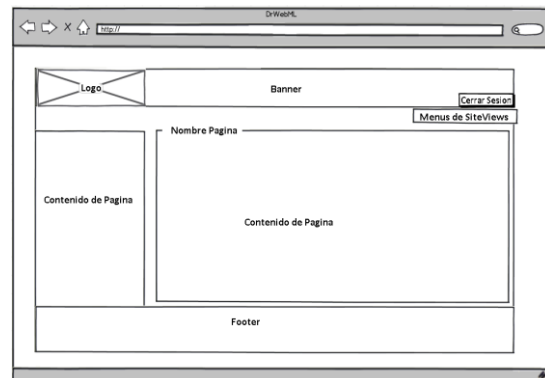 DrWebML
http://
Logo
Banner
Cerrar Sesion
Menus de SiteViews
Nombre Pagina
Contenido de Pagina
Contenido de Pagina
Footer